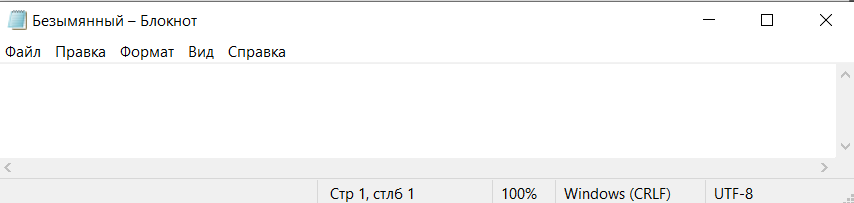 Безымянный – Блокнот
Файл Правка Формат Вид Справка
Стр 1, стлб 1 100% Windows (CRLF) UTF-8